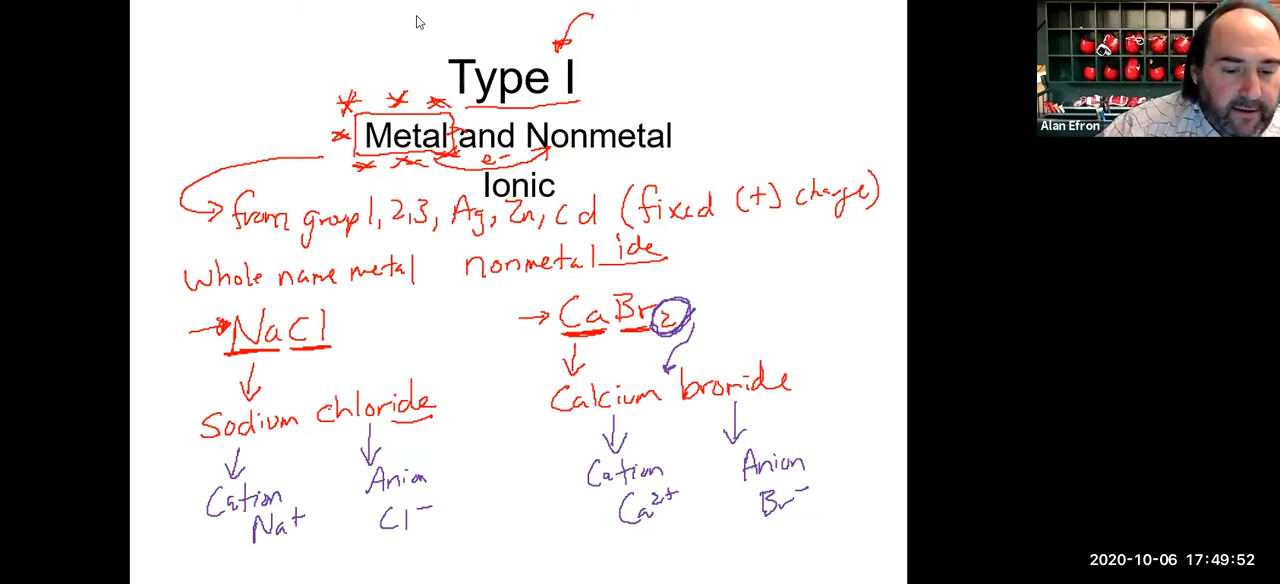 Type I
Metal and Nonmetal
e-
Ionic
from group 1, 2, 3, Ag, Zn, Cd (fixed (+) charge)
Whole name metal nonmetal ide
NaCl CaBr2
Sodium chloride Calcium bromide
Cation Anion Cation Anion
Na+ Cl- Ca2+ Br-
Alan Efron
2020-10-06 17:49:52